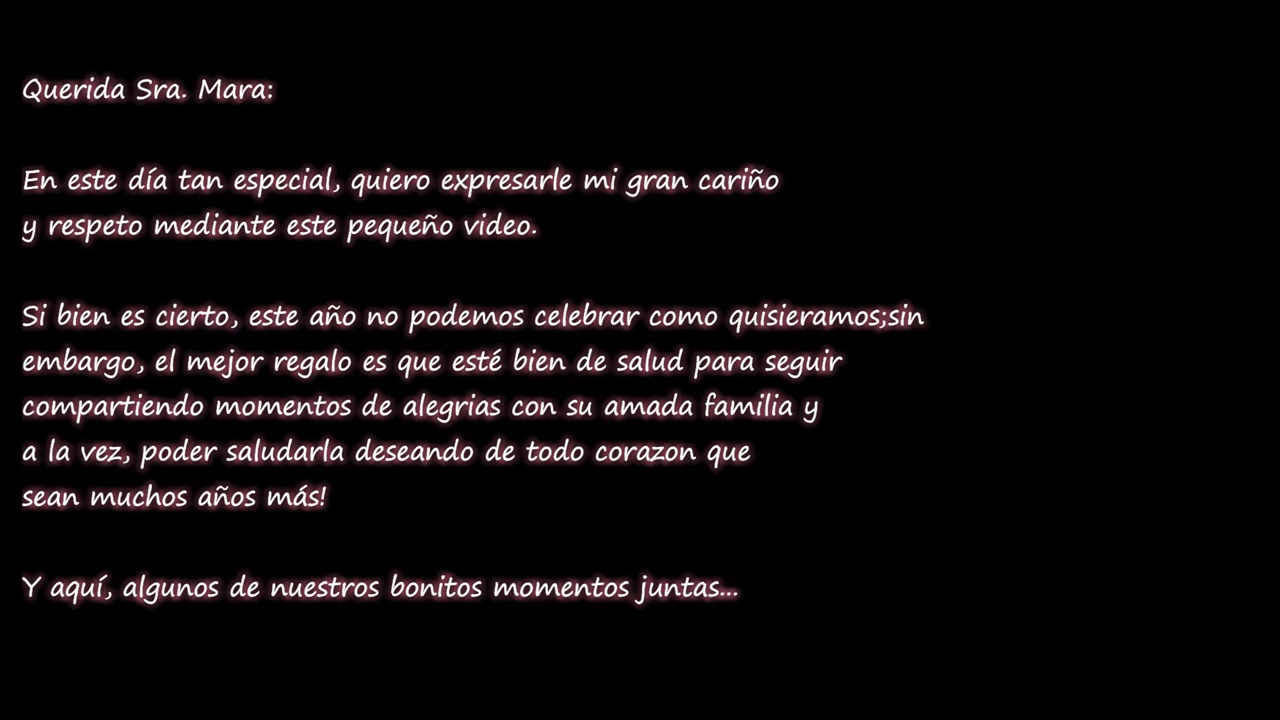 Querida Sra. Mara:
En este día tan especial, quiero expresarle mi gran cariño
y respeto mediante este pequeño video.
Si bien es cierto, este año no podemos celebrar como quisieramos;sin
embargo, el mejor regalo es que esté bien de salud para seguir
compartiendo momentos de alegrias con su amada familia y
a la vez, poder saludarla deseando de todo corazon que
sean muchos años más!
Y aquí, algunos de nuestros bonitos momentos juntas...